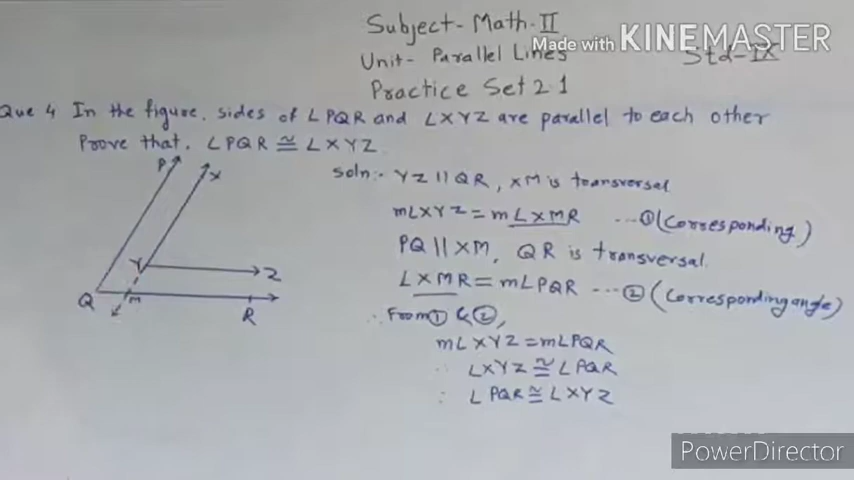 Subject- Math-II
Made with KINEMASTER
Unit- Parallel Lines Std-IX
Practice Set 2.1
Que 4 In the figure, sides of ∠PQR and ∠XYZ are parallel to each other
Prove that, ∠PQR ≅ ∠XYZ
P X
Y Z
Q M R
Soln:- YZ || QR, XM is transversal
m∠XYZ = m∠XMR ---① (Corresponding)
PQ || XM, QR is transversal.
∠XMR = m∠PQR ---② (Corresponding angle)
∴ From ① & ②,
m∠XYZ = m∠PQR
∴ ∠XYZ ≅ ∠PQR
∴ ∠PQR ≅ ∠XYZ
PowerDirector